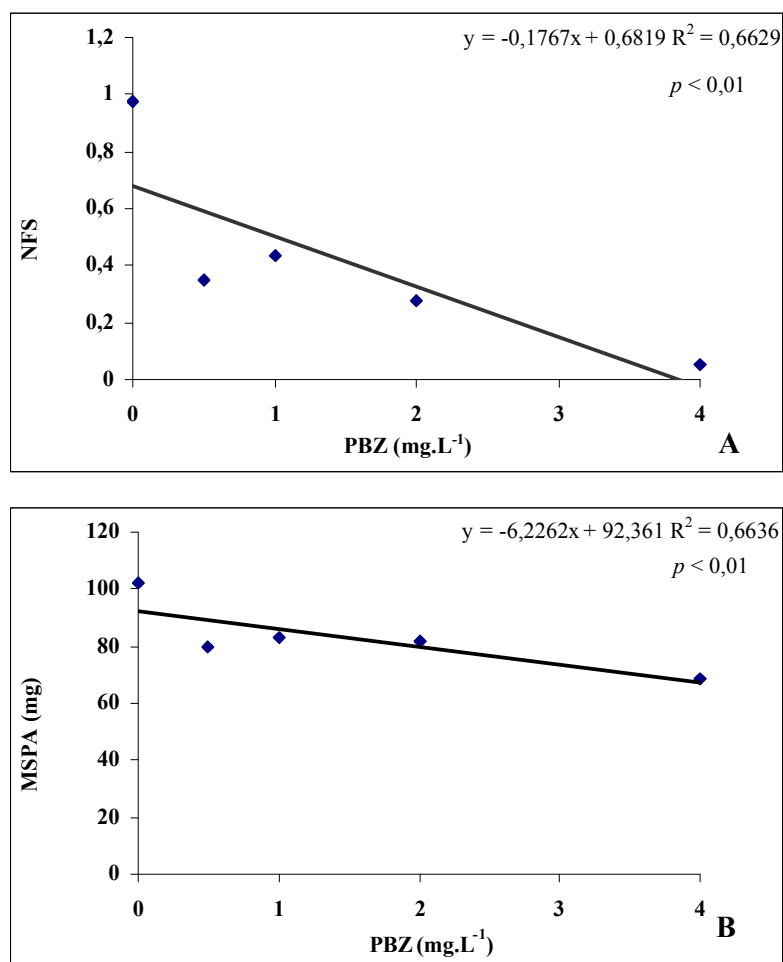 y = -0,1767x + 0,6819 R² = 0,6629
p < 0,01
1,2
1
0,8
0,6
0,4
0,2
0
NFS
0 1 2 3 4
PBZ (mg.L⁻¹)
A
y = -6,2262x + 92,361 R² = 0,6636
p < 0,01
120
100
80
60
40
20
0
MSPA (mg)
0 1 2 3 4
PBZ (mg.L⁻¹)
B